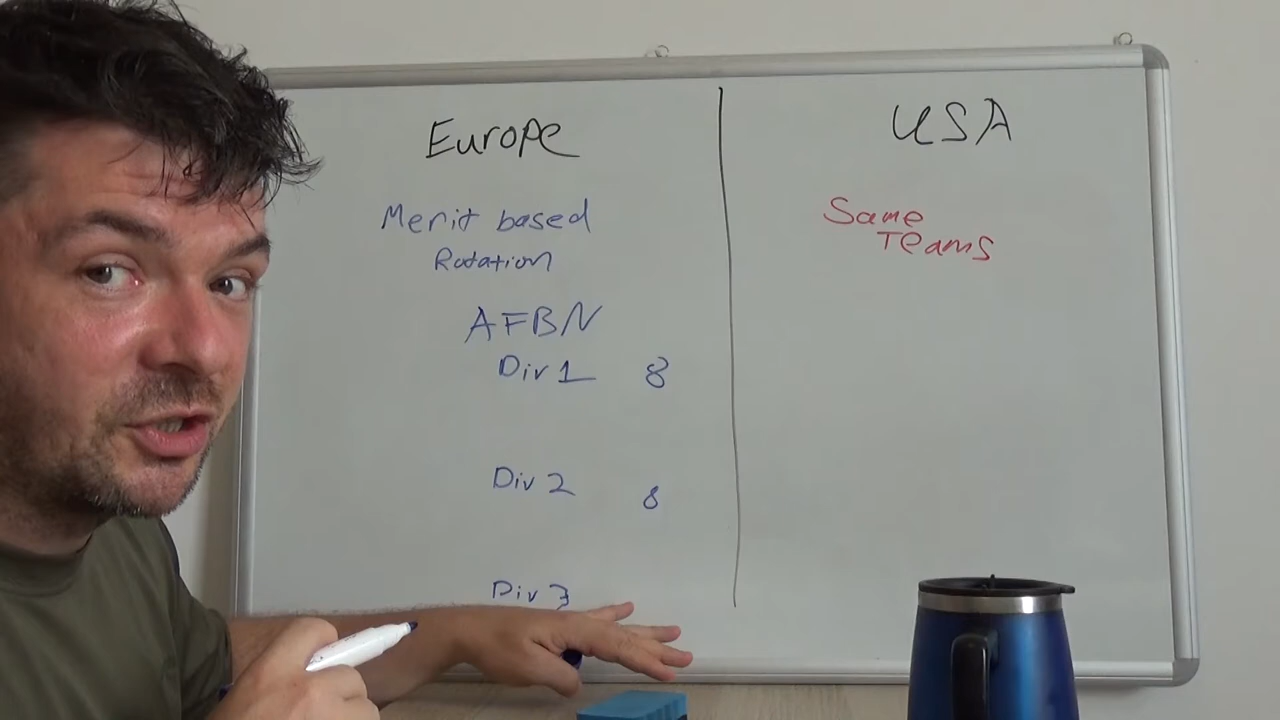 Europe
Merit based
Rotation
AFBN
Div 1 8
Div 2 8
Div 3
USA
Same
Teams